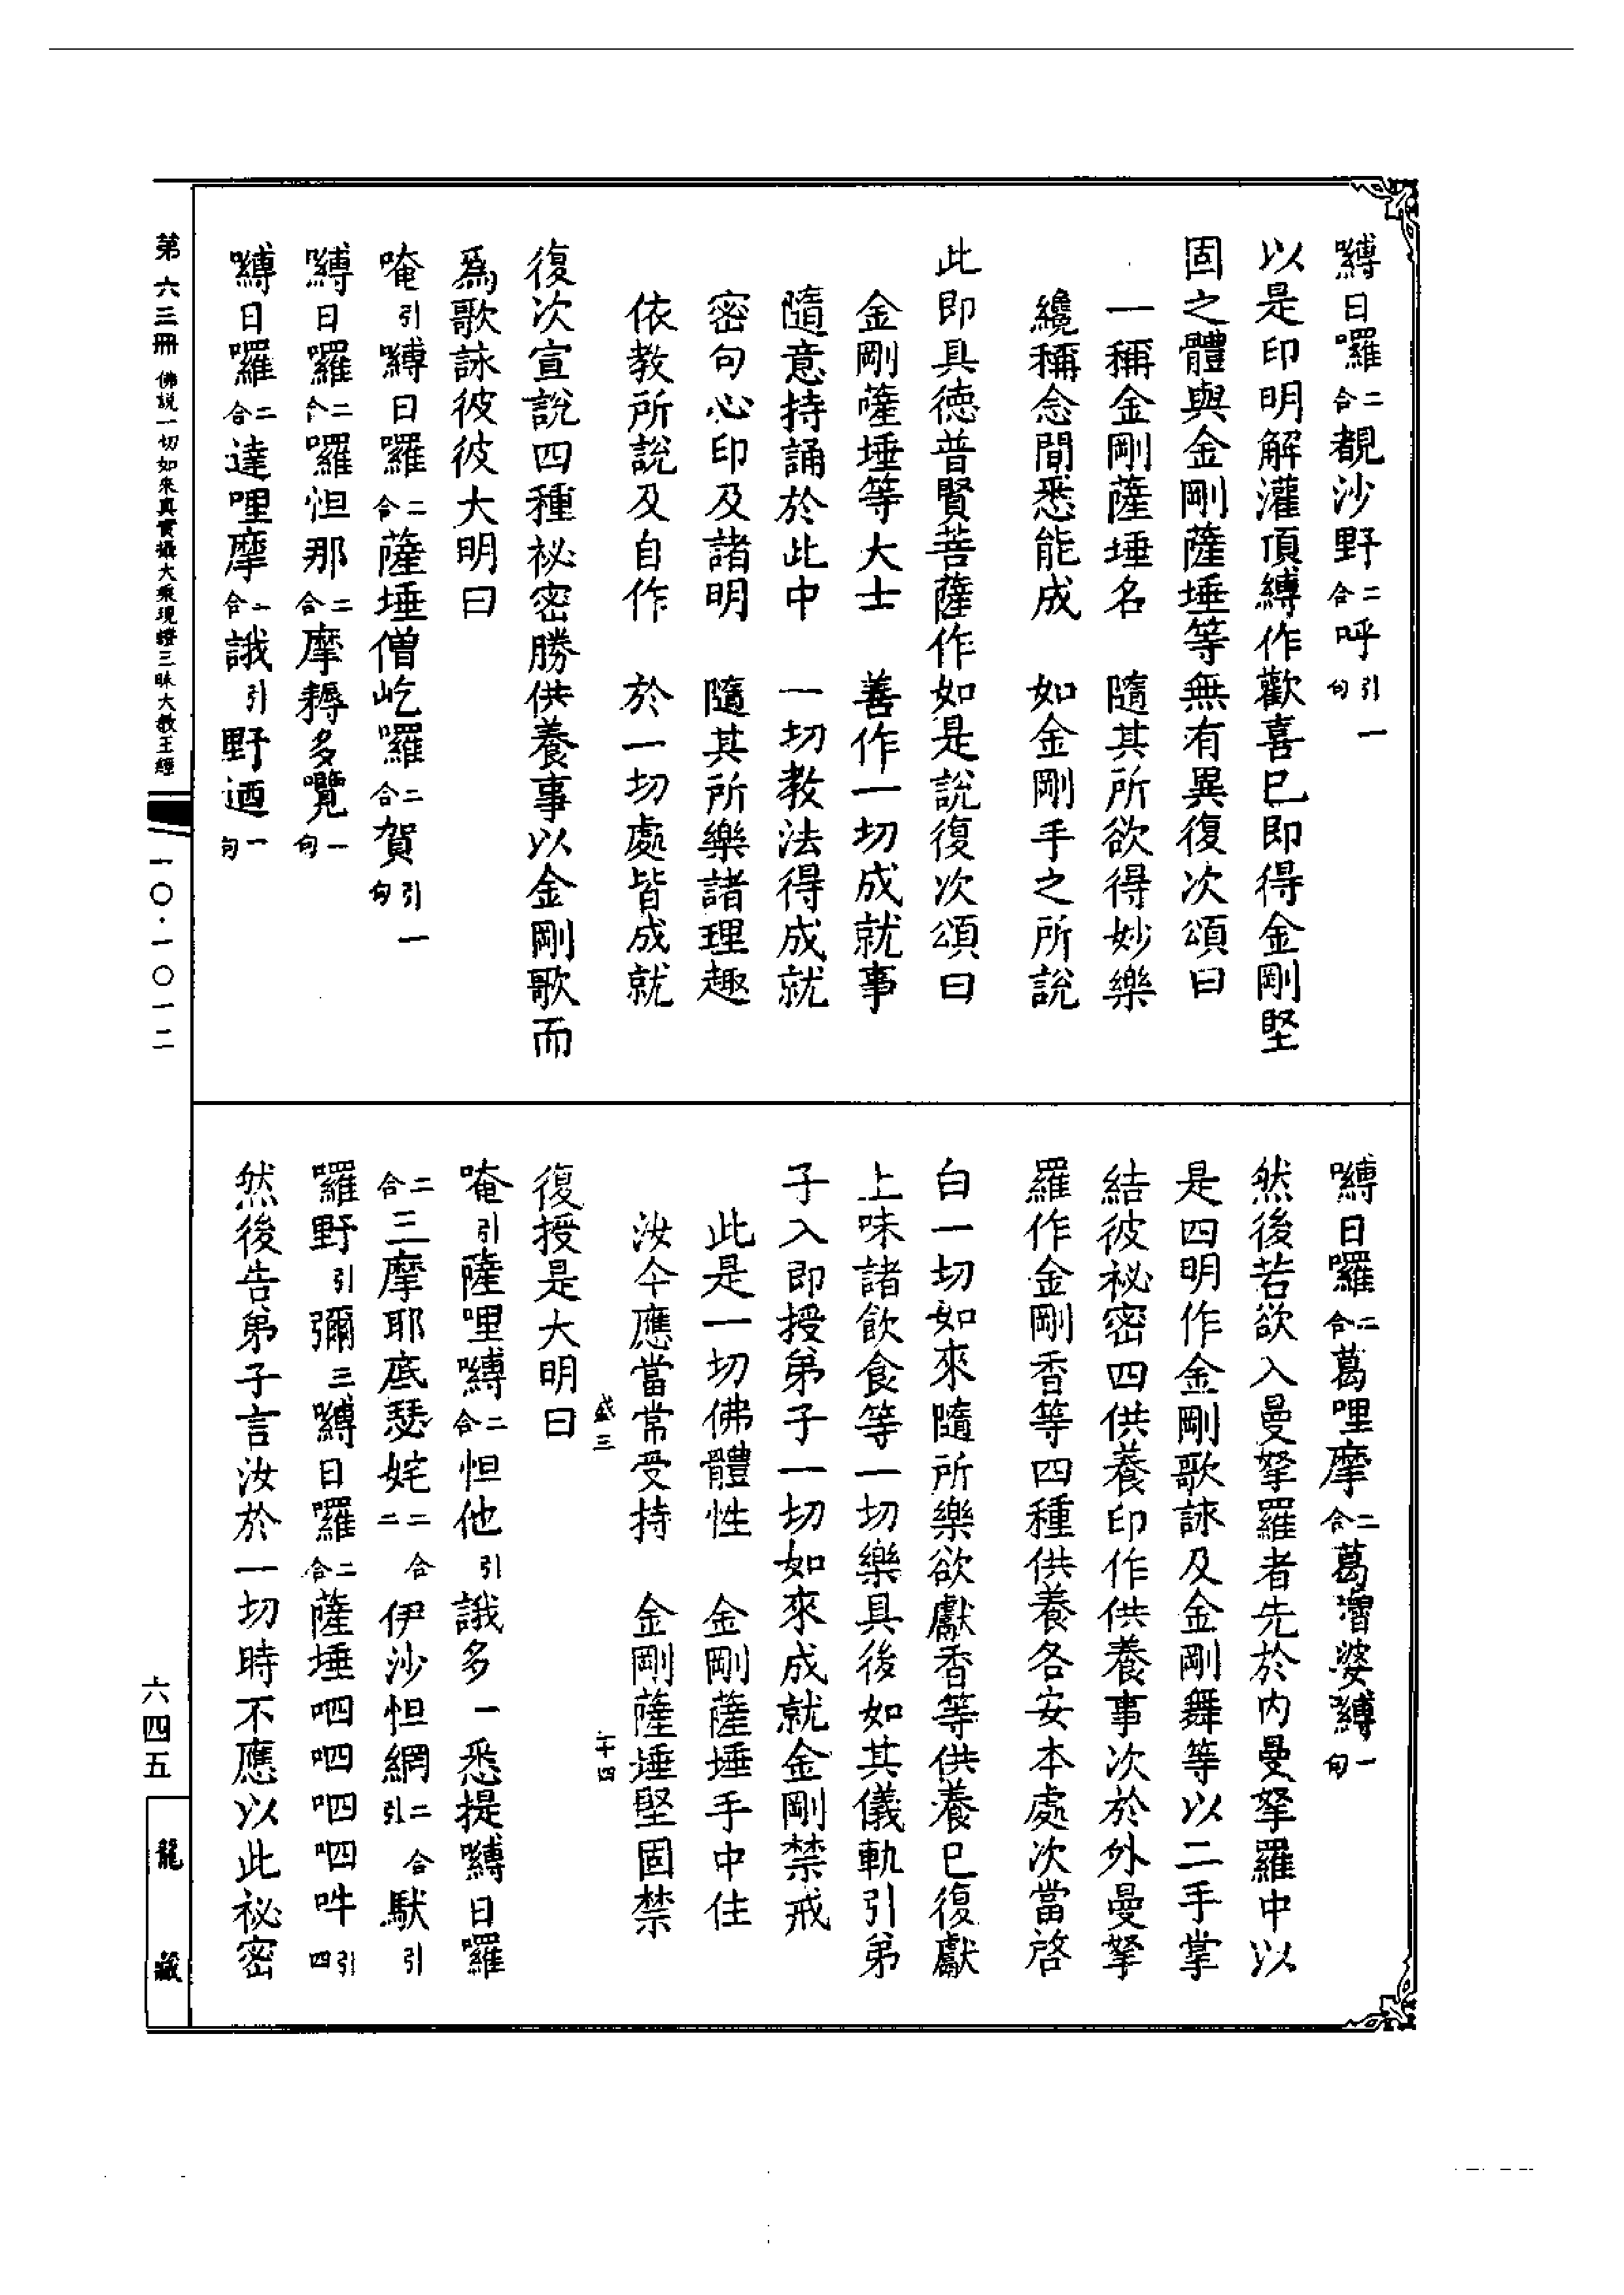 嚩日囉二合覩沙野二合呼引一句
以是印明解灌頂縛作歡喜已即得金剛堅
固之體與金剛薩埵等無有異復次頌曰
一稱金剛薩埵名　隨其所欲得妙樂
纔稱念間悉能成　如金剛手之所說
此即具德普賢菩薩作如是說復次頌曰
金剛薩埵等大士　善作一切成就事
隨意持誦於此中　一切教法得成就
密句心印及諸明　隨其所樂諸理趣
依教所說及自作　於一切處皆成就
復次宣說四種祕密勝供養事以金剛歌而
為歌詠彼彼大明曰
唵引嚩日囉二合薩埵僧屹囉二合賀引一句
嚩日囉二合囉怛那二合摩耨多囕一句
嚩日囉二合達哩摩二合誐引野迺一句
嚩日囉二合葛哩摩二合葛嚕婆嚩一句
然後若欲入曼拏羅者先於內曼拏羅中以
是四明作金剛歌詠及金剛舞等以二手掌
結彼祕密四供養印作供養事次於外曼拏
羅作金剛香等四種供養各安本處次當啓
白一切如來隨所樂欲獻香等供養已復獻
上味諸飲食等一切樂具後如其儀軌引弟
子入即授弟子一切如來成就金剛禁戒
此是一切佛體性　金剛薩埵手中住
汝今應當常受持　金剛薩埵堅固禁
盛三　二十四
復授是大明曰
唵引薩哩嚩二合怛他引誐多一悉提嚩日囉
二合三摩耶底瑟姹二合二伊沙怛網二合引馱引
囉野引彌三嚩日囉二合薩埵呬呬呬呬吽引四
然後告弟子言汝於一切時不應以此祕密
第六三冊　佛說一切如來真實攝大乘現證三昧大教王經　一〇·一〇一二
六四五
龍藏